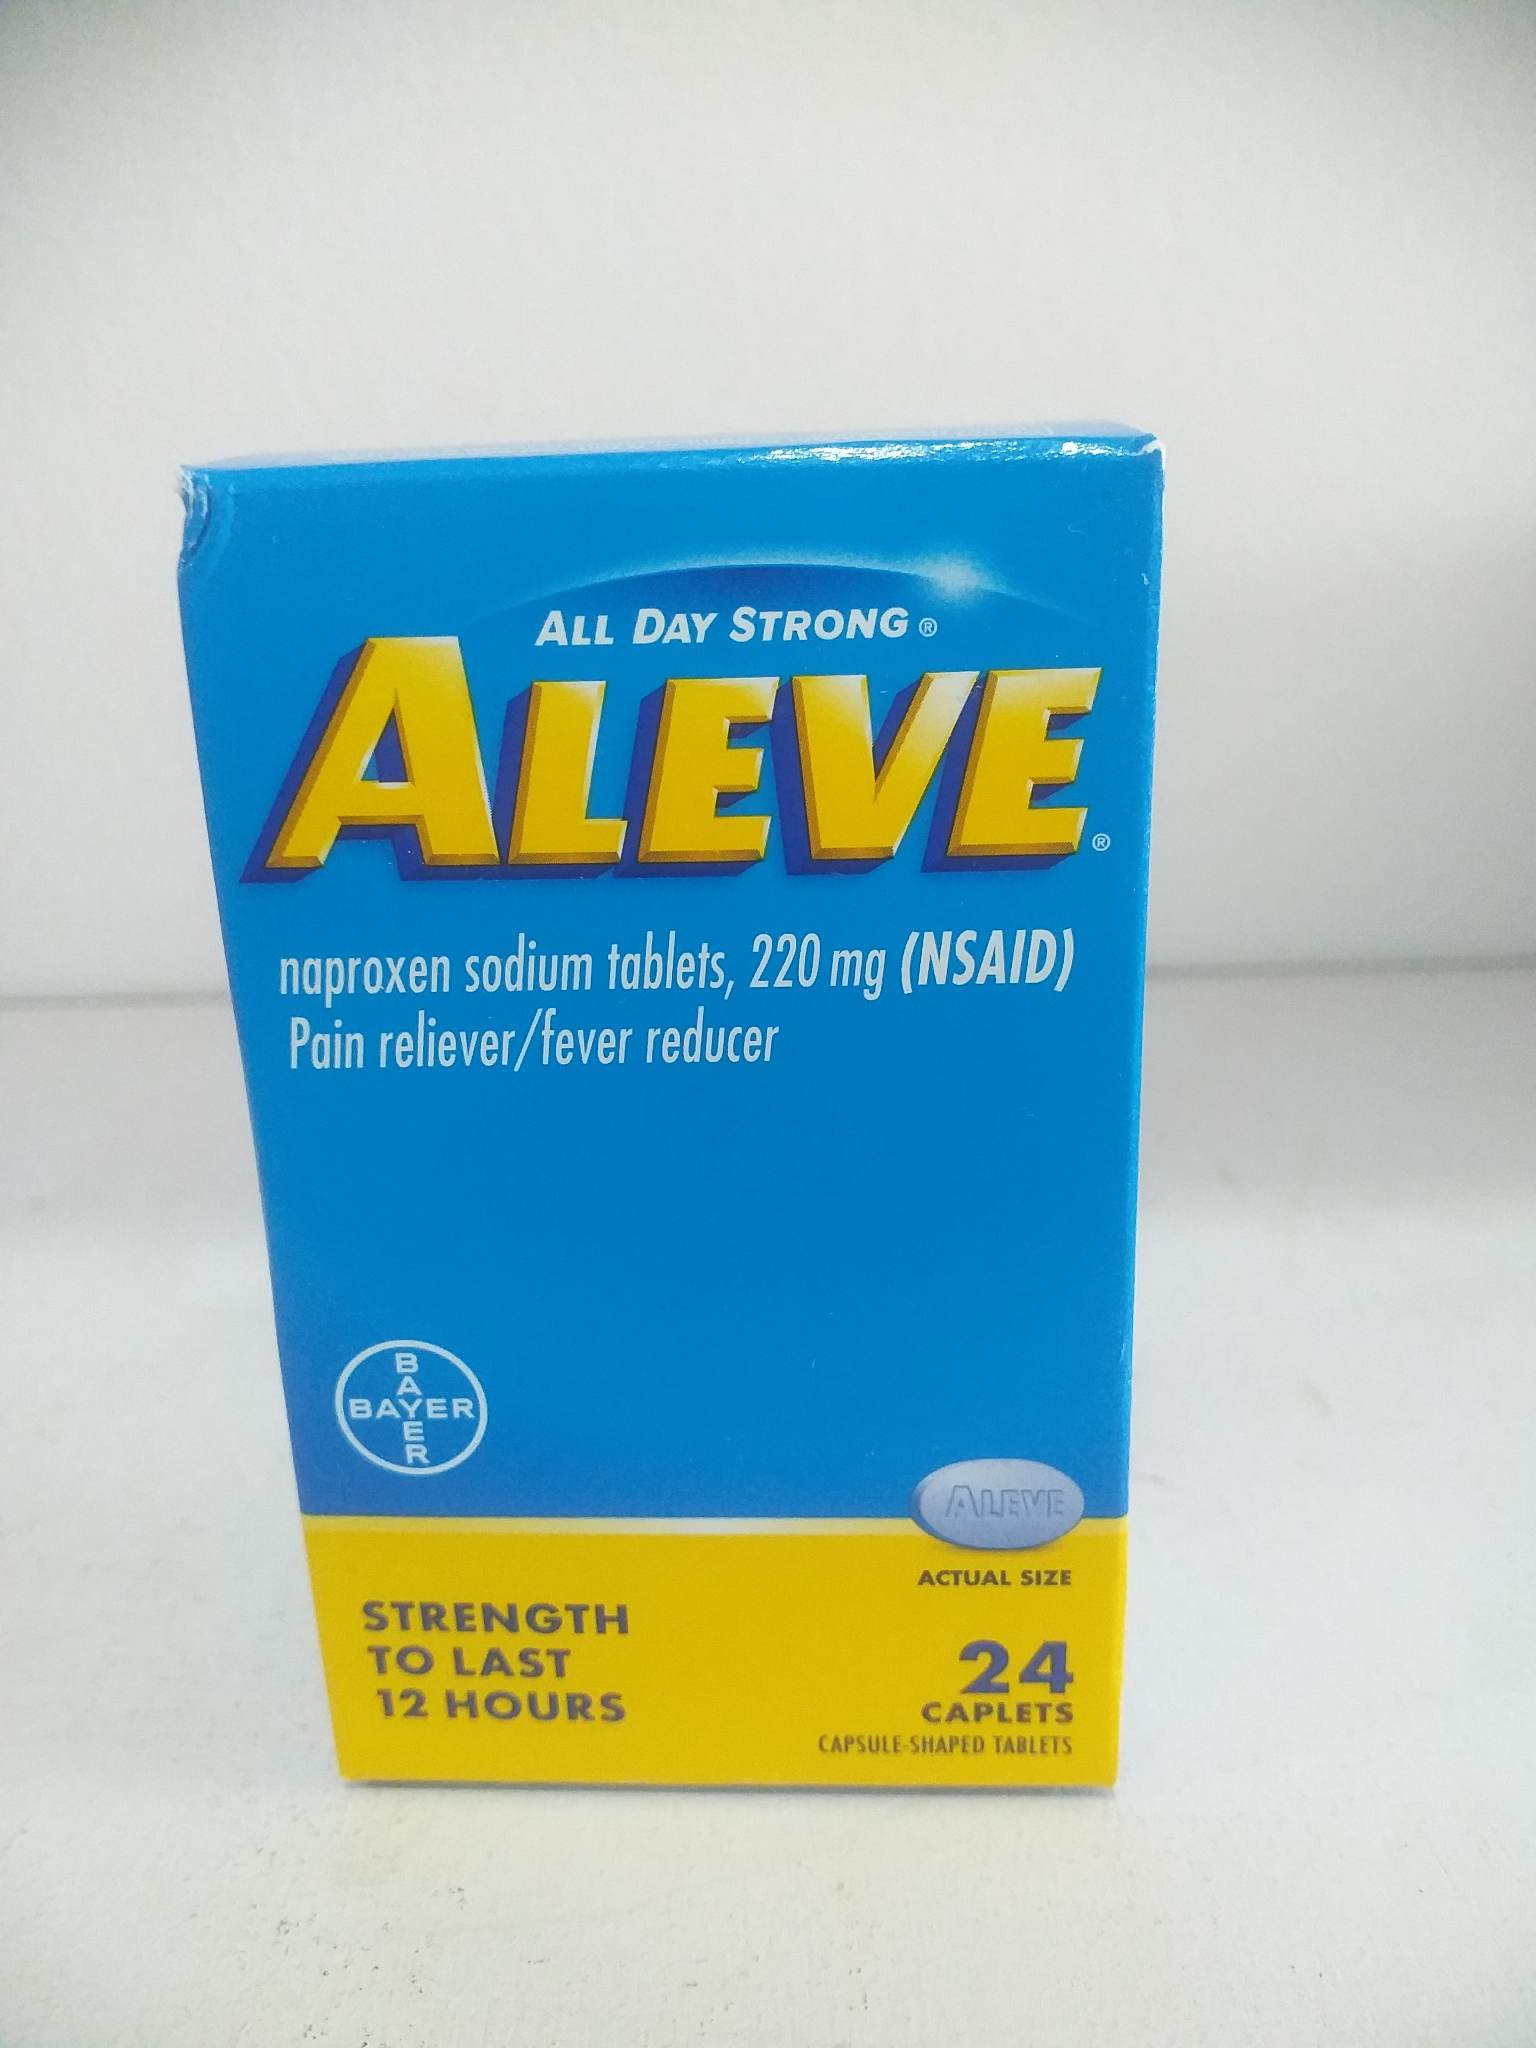 ALL DAY STRONG®
ALEVE®
naproxen sodium tablets, 220 mg (NSAID)
Pain reliever/fever reducer
BAYER
BAYER
ALEVE
ACTUAL SIZE
STRENGTH
TO LAST
12 HOURS
24
CAPLETS
CAPSULE-SHAPED TABLETS